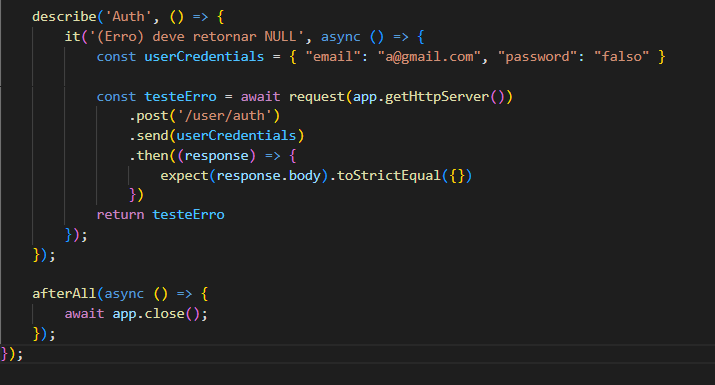 describe('Auth', () => {
it('(Erro) deve retornar NULL', async () => {
const userCredentials = { "email": "a@gmail.com", "password": "falso" }
const testeErro = await request(app.getHttpServer())
.post('/user/auth')
.send(userCredentials)
.then((response) => {
expect(response.body).toStrictEqual({})
})
return testeErro
});
});
afterAll(async () => {
await app.close();
});
});